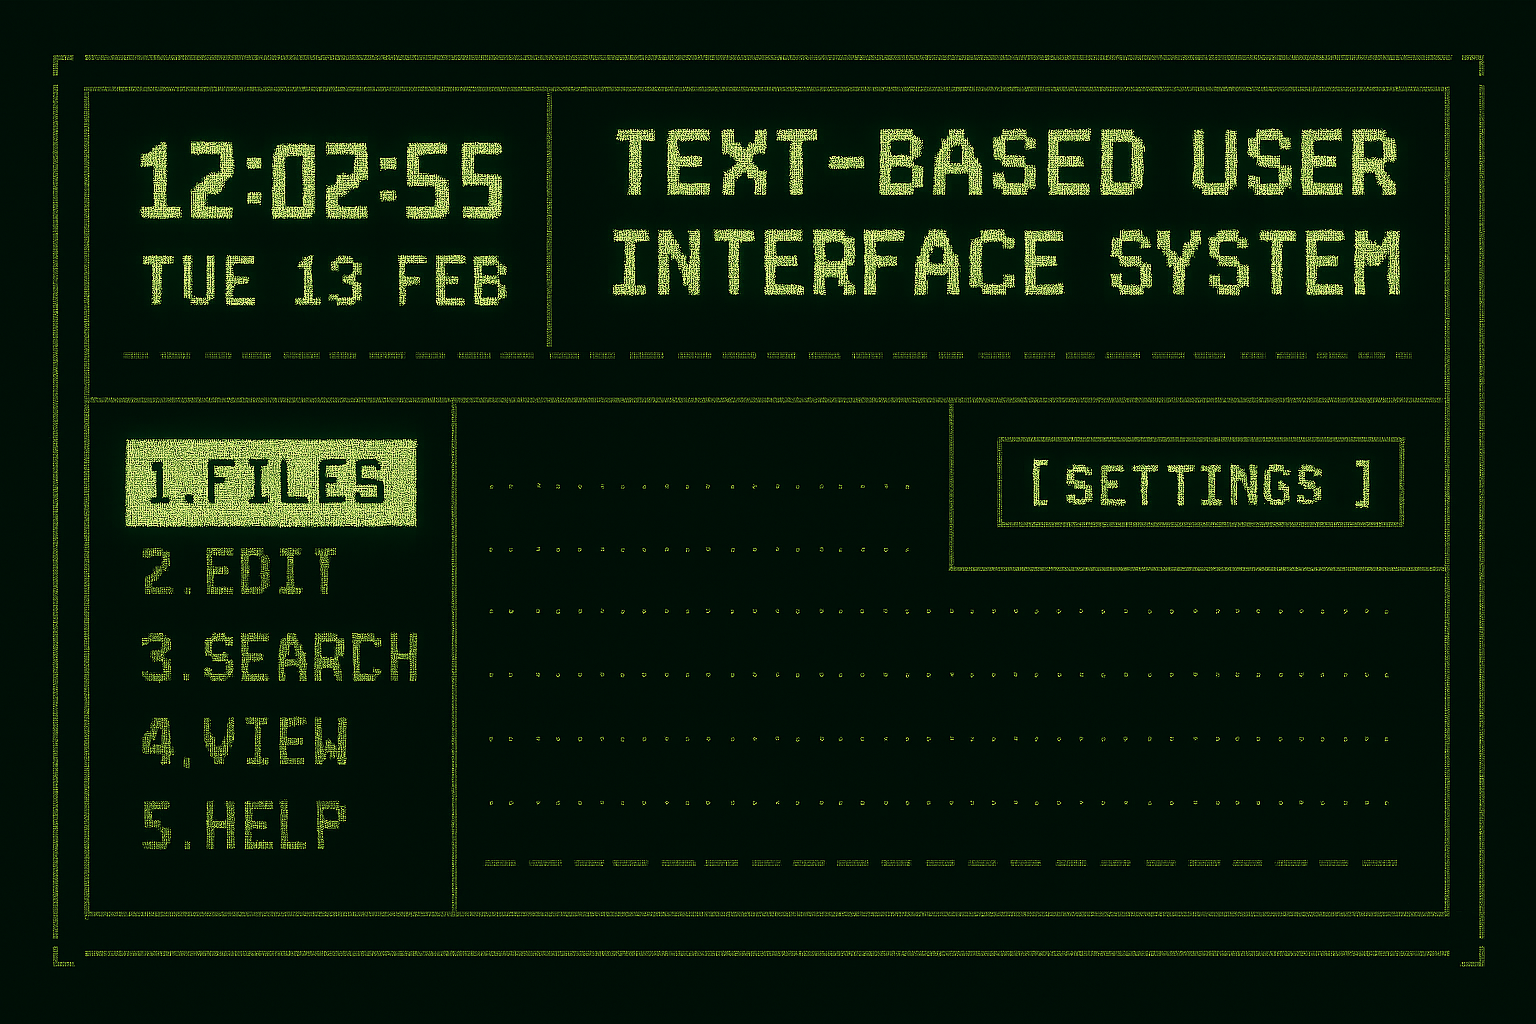 12:02:55
TUE 13 FEB
TEXT-BASED USER
INTERFACE SYSTEM
1.FILES
2.EDIT
3.SEARCH
4.VIEW
5.HELP
[SETTINGS ]